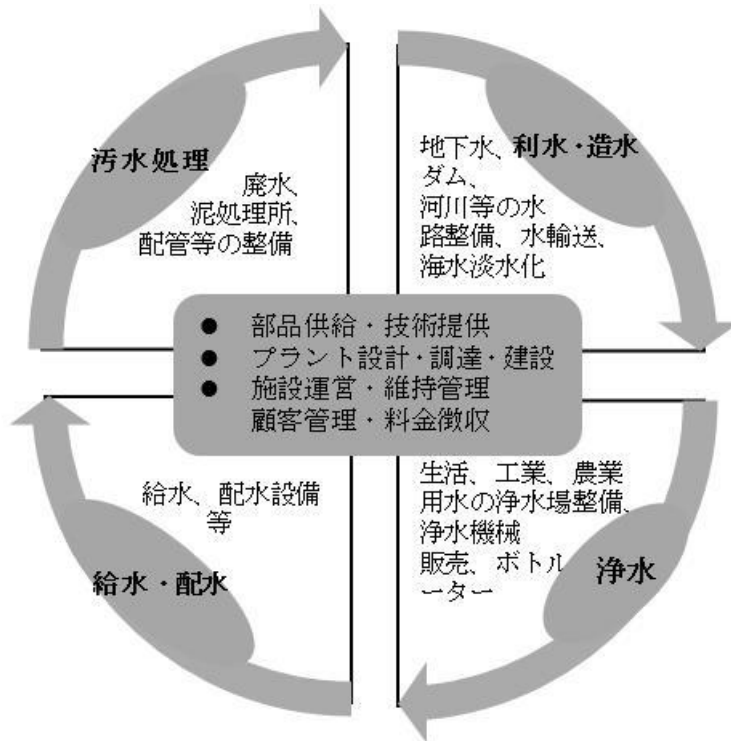 汚水処理
廃水、
泥処理所、
配管等の整備
利水・造水
地下水、
ダム、
河川等の水
路整備、水輸送、
海水淡水化
● 部品供給・技術提供
● プラント設計・調達・建設
● 施設運営・維持管理
顧客管理・料金徴収
給水、配水設備
等
給水・配水
生活、工業、農業
用水の浄水場整備、
浄水機械
販売、ボトル
ーター
浄水